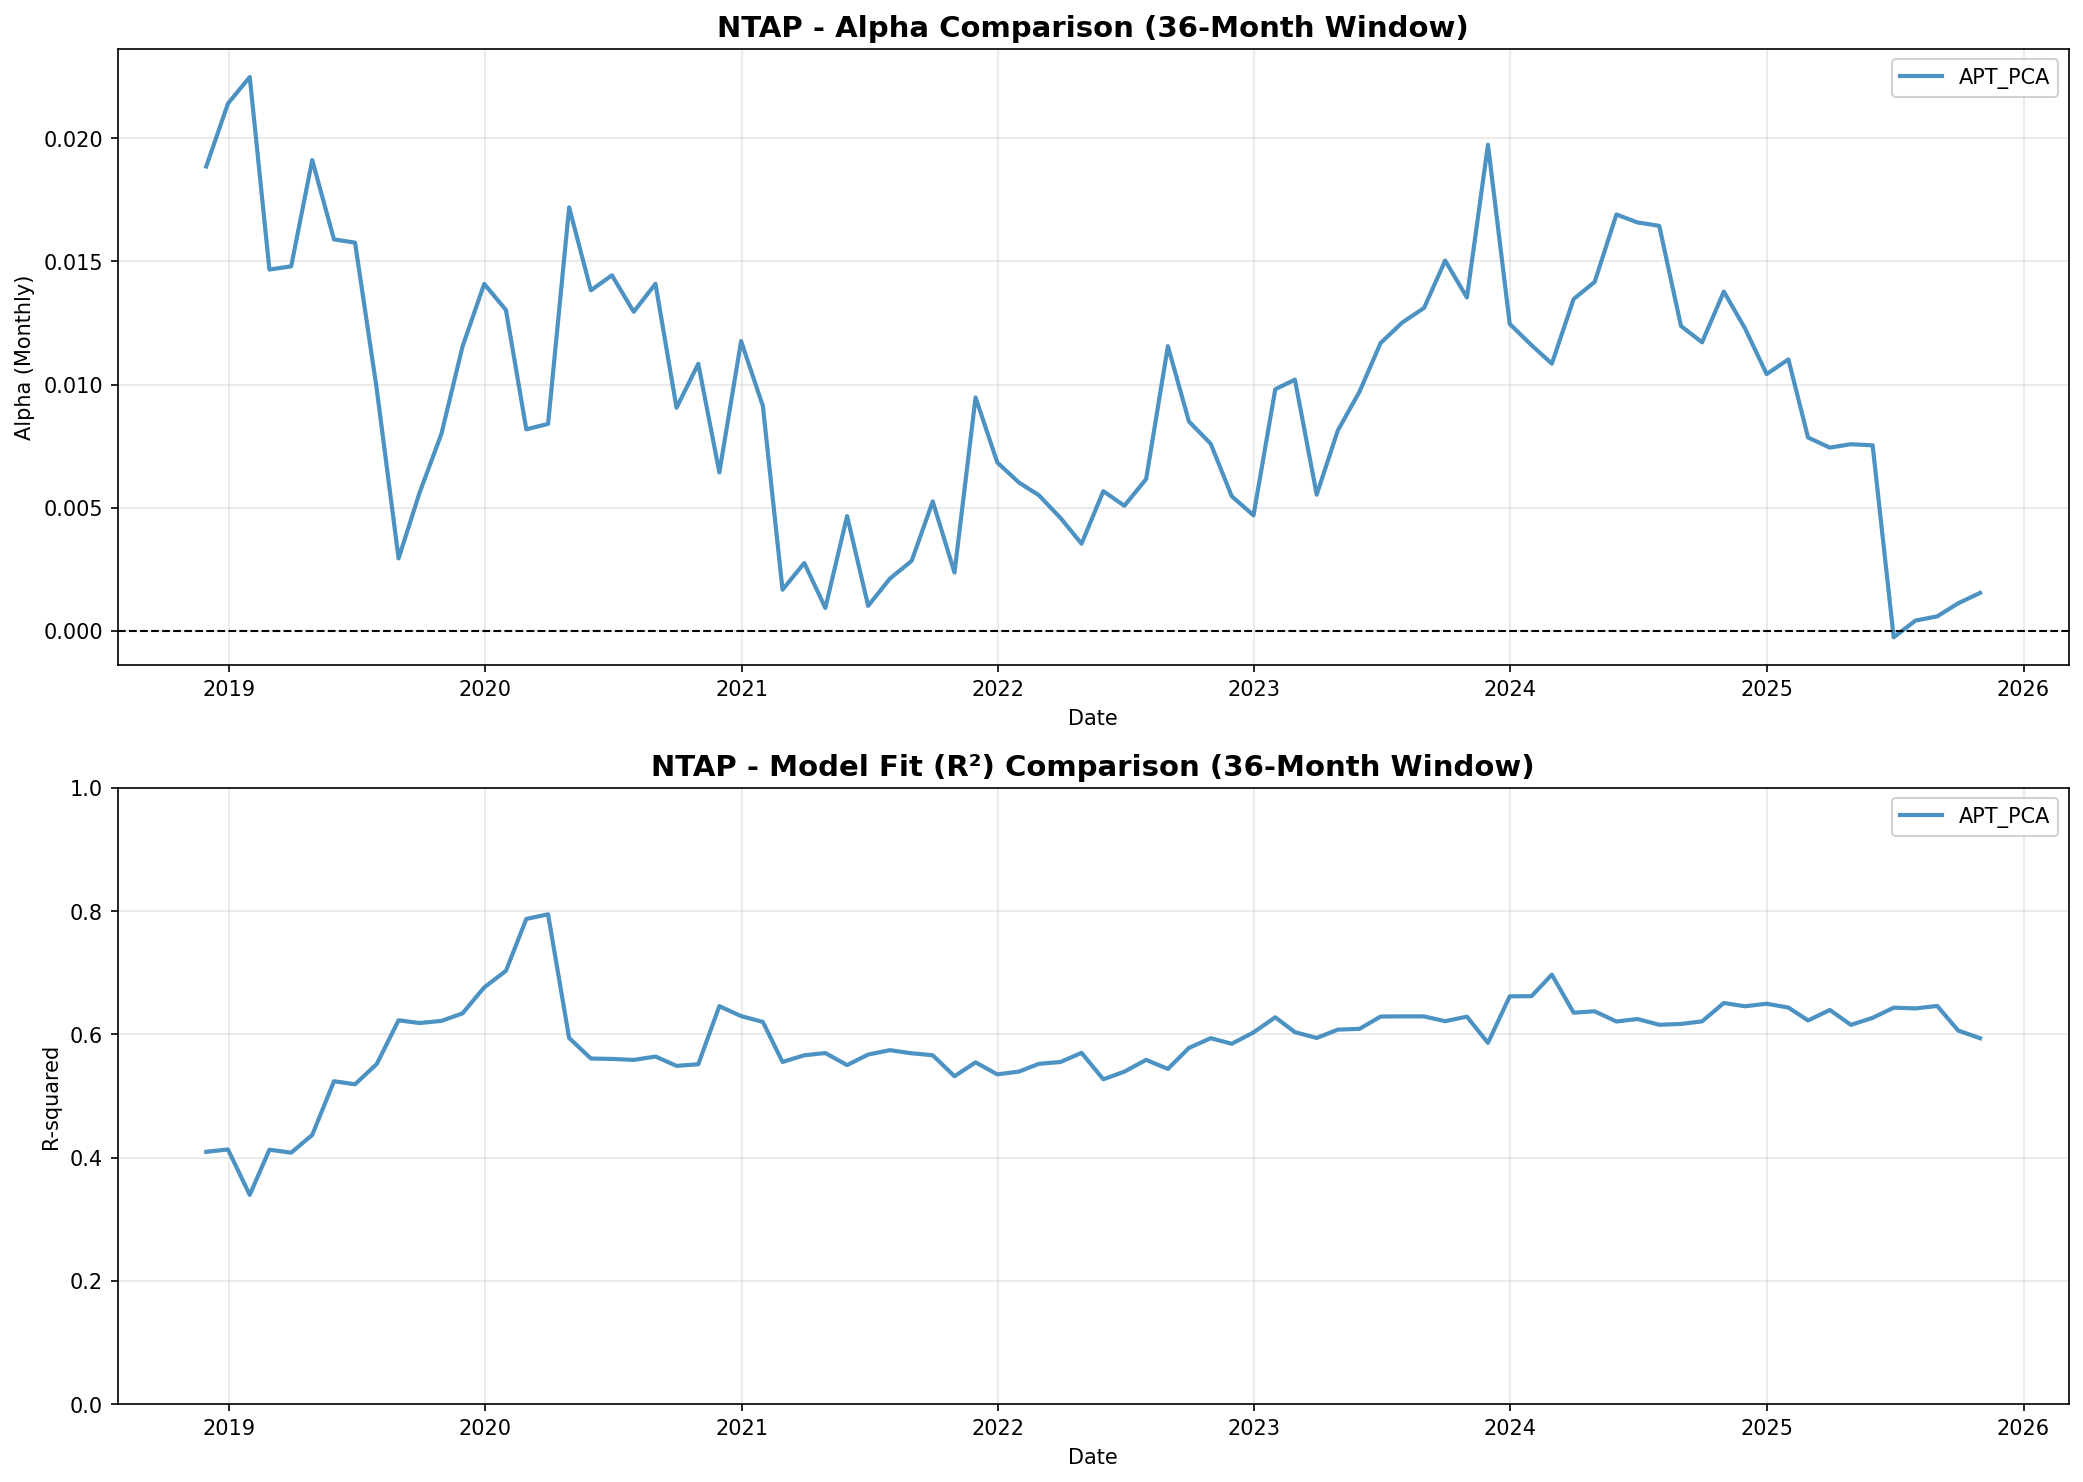 NTAP - Alpha Comparison (36-Month Window)
APT_PCA
Alpha (Monthly)
0.020
0.015
0.010
0.005
0.000
2019 2020 2021 2022 2023 2024 2025 2026
Date
NTAP - Model Fit (R²) Comparison (36-Month Window)
APT_PCA
R-squared
1.0
0.8
0.6
0.4
0.2
0.0
2019 2020 2021 2022 2023 2024 2025 2026
Date